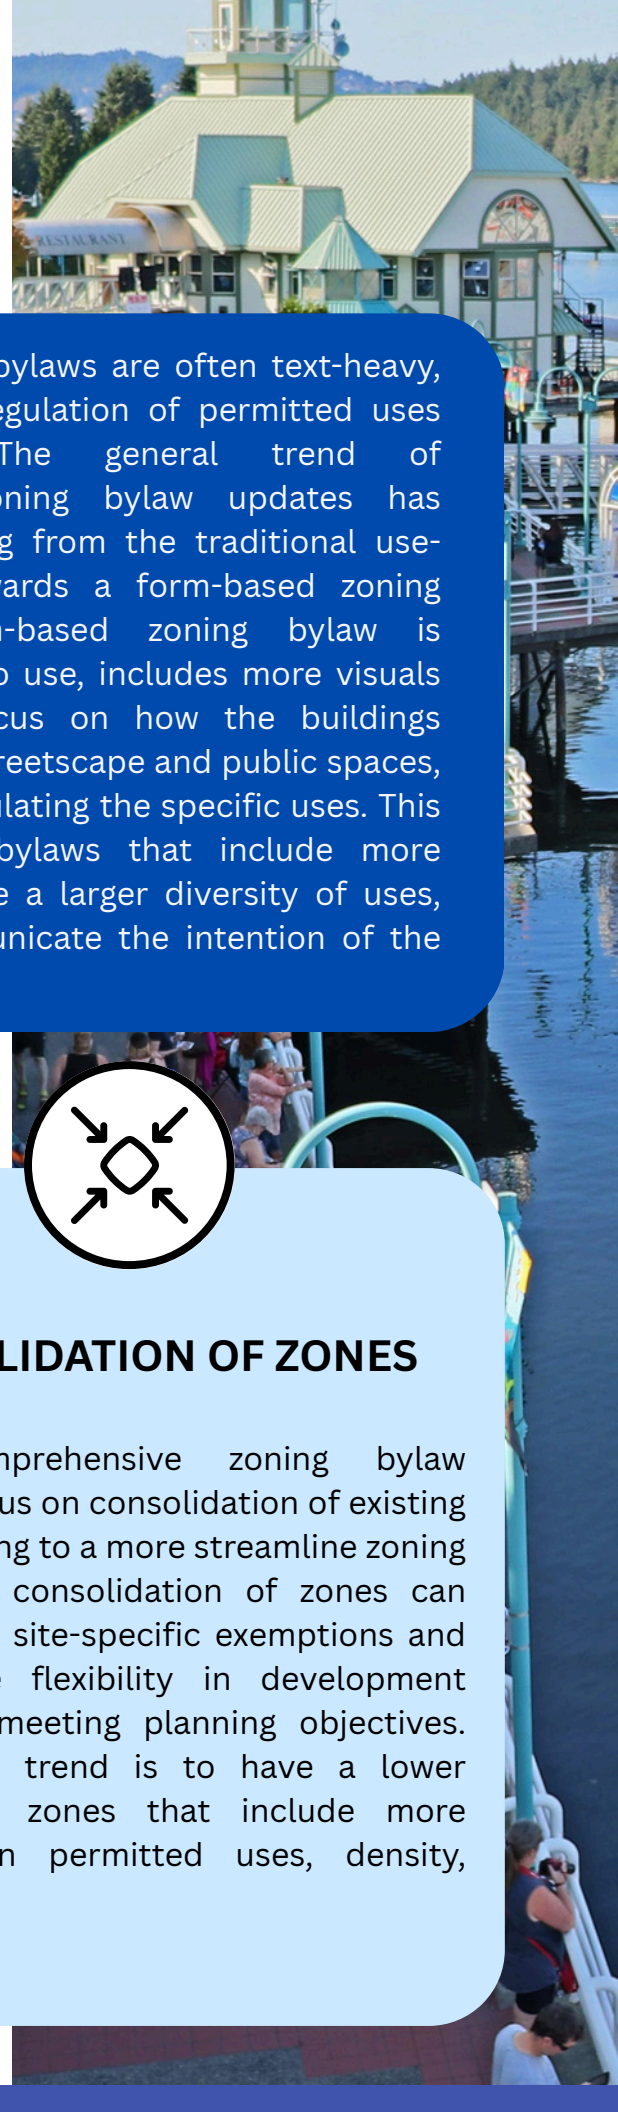 RESTAURANT
bylaws are often text-heavy,
egulation of permitted uses
The general trend of
oning bylaw updates has
g from the traditional use-
ards a form-based zoning
-based zoning bylaw is
o use, includes more visuals
cus on how the buildings
reetscape and public spaces,
ulating the specific uses. This
bylaws that include more
e a larger diversity of uses,
unicate the intention of the
LIDATION OF ZONES
mprehensive zoning bylaw
us on consolidation of existing
ng to a more streamline zoning
consolidation of zones can
site-specific exemptions and
e flexibility in development
meeting planning objectives.
trend is to have a lower
zones that include more
n permitted uses, density,